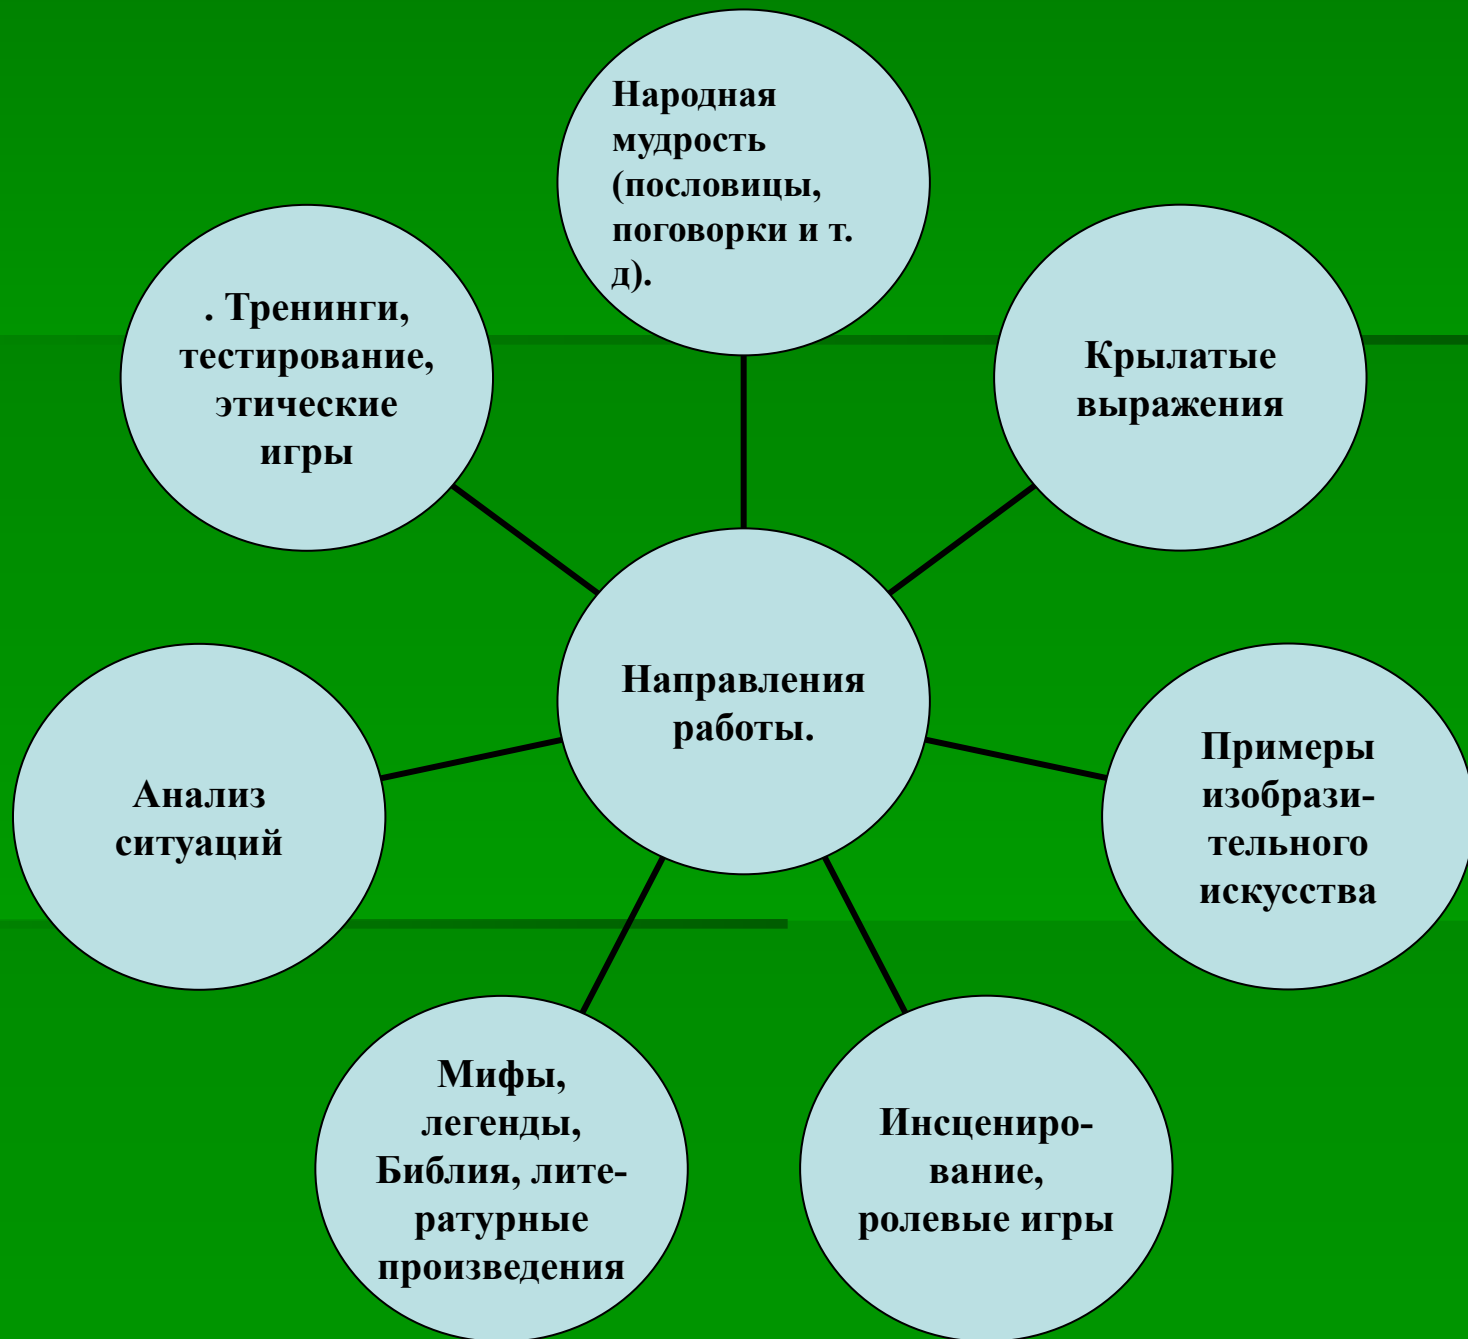 Народная
мудрость
(пословицы,
поговорки и т.
д).
Крылатые
выражения
Примеры
изобрази-
тельного
искусства
Инсцениро-
вание,
ролевые игры
Мифы,
легенды,
Библия, лите-
ратурные
произведения
Анализ
ситуаций
. Тренинги,
тестирование,
этические
игры
Направления
работы.